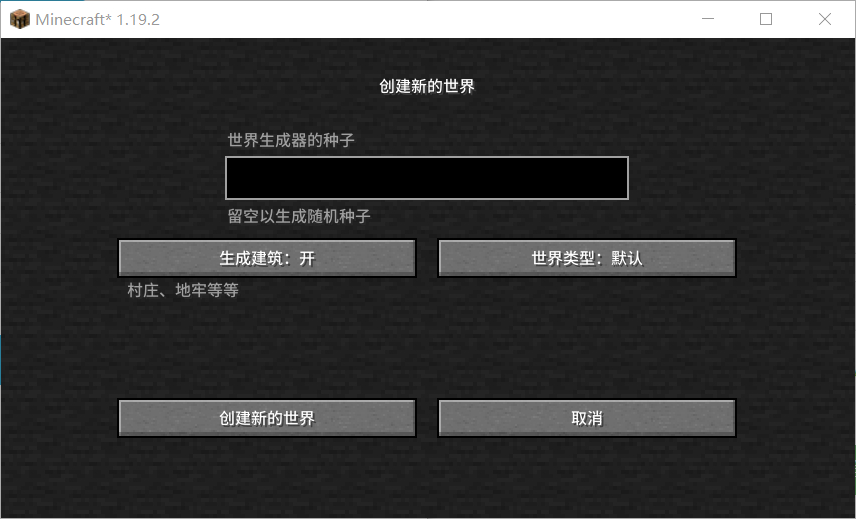 Minecraft* 1.19.2
创建新的世界
世界生成器的种子
留空以生成随机种子
生成建筑：开
世界类型：默认
村庄、地牢等等
创建新的世界
取消